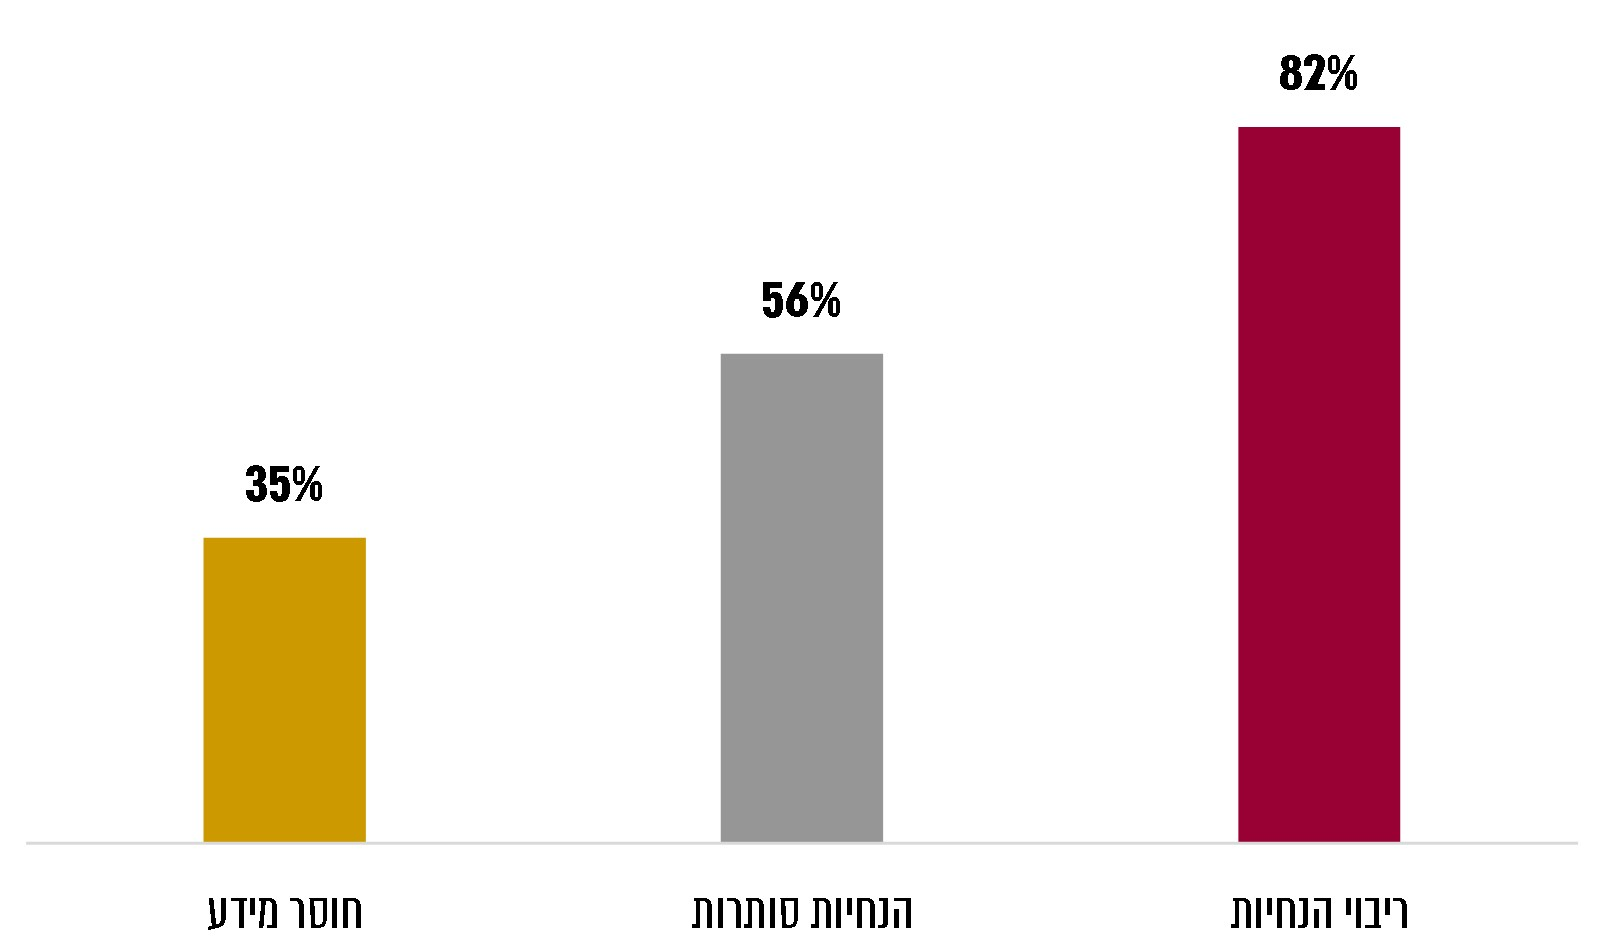 82%
56%
35%
ריבוי הנחיות
הנחיות סותרות
חוסר מידע